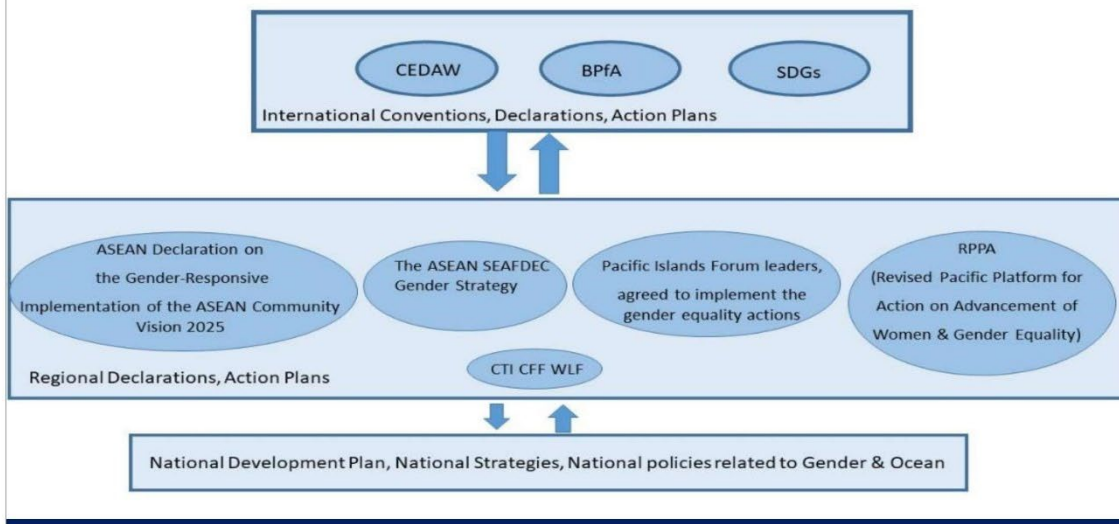 CEDAW
BPfA
SDGs
International Conventions, Declarations, Action Plans
ASEAN Declaration on
the Gender-Responsive
Implementation of the ASEAN Community
Vision 2025
The ASEAN SEAFDEC
Gender Strategy
Pacific Islands Forum leaders,
agreed to implement the
gender equality actions
RPPA
(Revised Pacific Platform for
Action on Advancement of
Women & Gender Equality)
CTI CFF WLF
Regional Declarations, Action Plans
National Development Plan, National Strategies, National policies related to Gender & Ocean